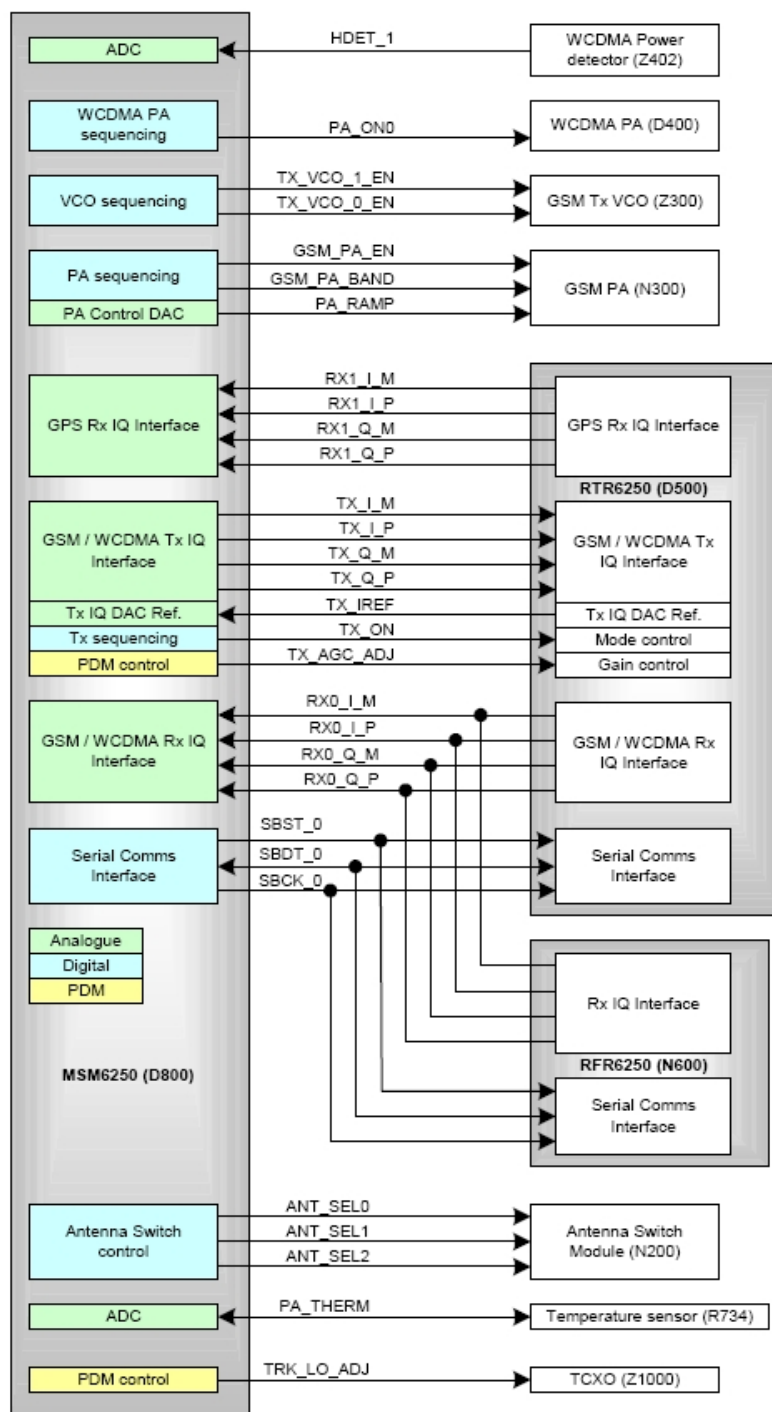 ADC
HDET_1
WCDMA Power
detector (Z402)
WCDMA PA
sequencing
PA_ON0
WCDMA PA (D400)
VCO sequencing
TX_VCO_1_EN
TX_VCO_0_EN
GSM Tx VCO (Z300)
PA sequencing
PA Control DAC
GSM_PA_EN
GSM_PA_BAND
PA_RAMP
GSM PA (N300)
GPS Rx IQ Interface
RX1_I_M
RX1_I_P
RX1_Q_M
RX1_Q_P
GPS Rx IQ Interface
RTR6250 (D500)
GSM / WCDMA Tx IQ
Interface
TX_I_M
TX_I_P
TX_Q_M
TX_Q_P
GSM / WCDMA Tx
IQ Interface
Tx IQ DAC Ref.
TX_IREF
Tx IQ DAC Ref.
Tx sequencing
TX_ON
Mode control
PDM control
TX_AGC_ADJ
Gain control
GSM / WCDMA Rx IQ
Interface
RX0_I_M
RX0_I_P
RX0_Q_M
RX0_Q_P
GSM / WCDMA Rx
IQ Interface
Serial Comms
Interface
SBST_0
SBDT_0
SBCK_0
Serial Comms
Interface
Analogue
Digital
PDM
MSM6250 (D800)
Rx IQ Interface
RFR6250 (N600)
Serial Comms
Interface
Antenna Switch
control
ANT_SEL0
ANT_SEL1
ANT_SEL2
Antenna Switch
Module (N200)
ADC
PA_THERM
Temperature sensor (R734)
PDM control
TRK_LO_ADJ
TCXO (Z1000)